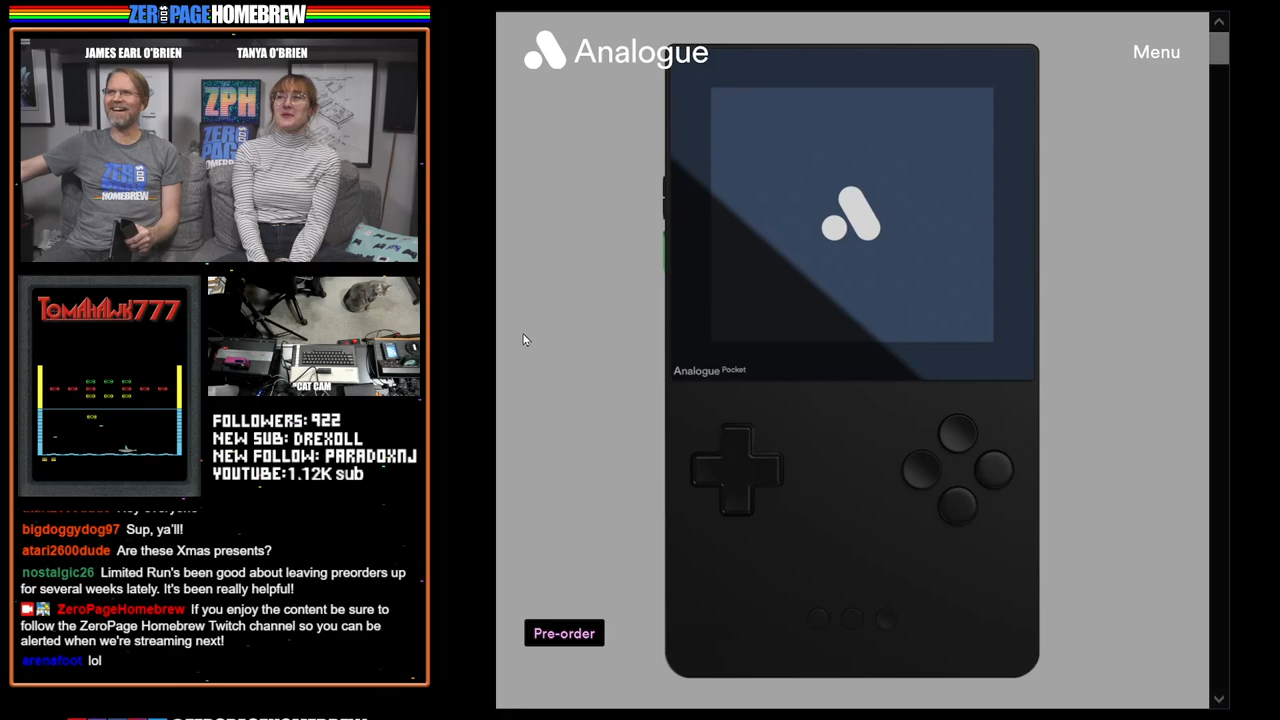 ZEROPAGEHOMEBREW
JAMES EARL O'BRIEN
TANYA O'BRIEN
ZPH
ZERO
PAGE
HOMEBREW
TOMAHAWK777
CAT CAM
FOLLOWERS: 922
NEW SUB: DREXOLL
NEW FOLLOW: PARADOXNJ
YOUTUBE:1.12K sub
bigdoggydog97 Sup, ya'll!
atari2600dude Are these Xmas presents?
nostalgic26 Limited Run's been good about leaving preorders up
for several weeks lately. It's been really helpful!
ZeroPageHomebrew If you enjoy the content be sure to
follow the ZeroPage Homebrew Twitch channel so you can be
alerted when we're streaming next!
arenafoot lol
Analogue
Menu
Analogue Pocket
Pre-order